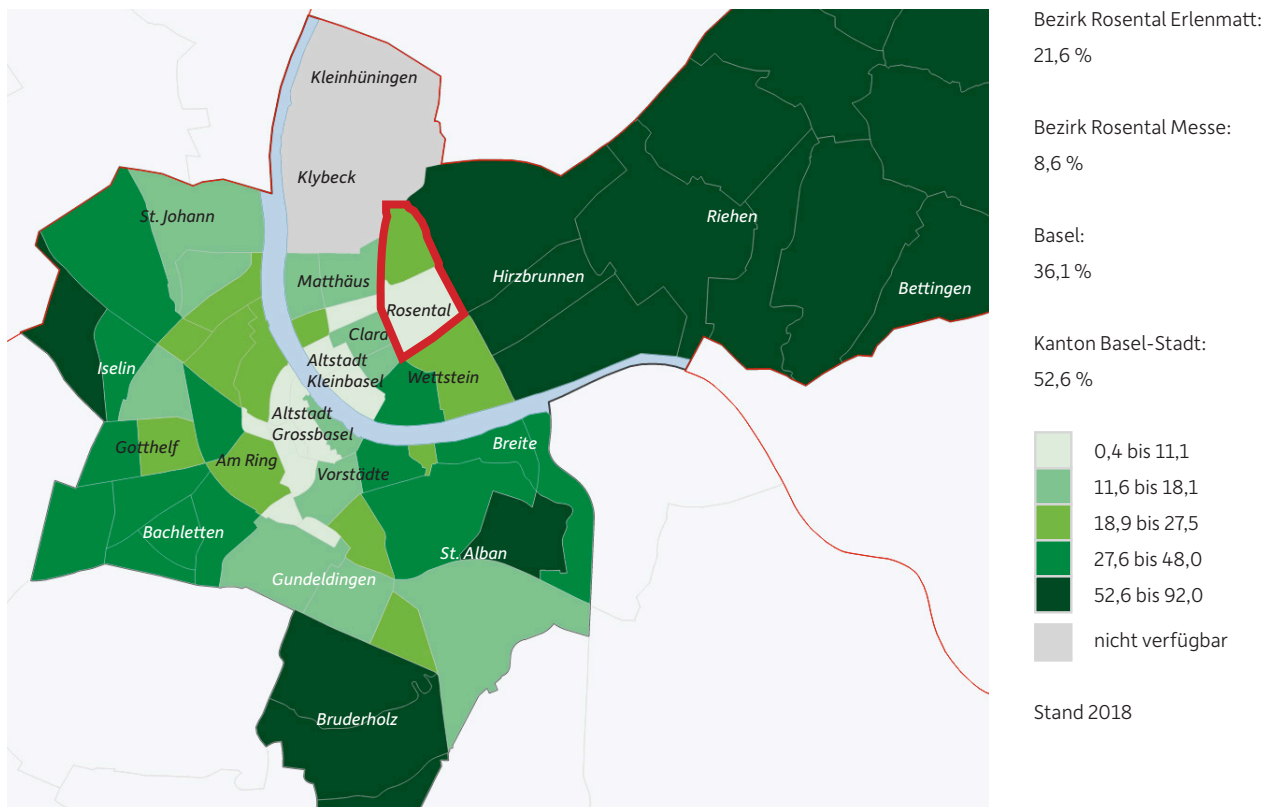 Kleinhüningen
Klybeck
St. Johann
Matthäus
Rosental
Clara
Altstadt
Kleinbasel
Wettstein
Hirzbrunnen
Riehen
Bettingen
Iselin
Altstadt
Grossbasel
Gotthelf
Am Ring
Vorstädte
Breite
Bachletten
St. Alban
Gundeldingen
Bruderholz
Bezirk Rosental Erlenmatt:
21,6 %
Bezirk Rosental Messe:
8,6 %
Basel:
36,1 %
Kanton Basel-Stadt:
52,6 %
0,4 bis 11,1
11,6 bis 18,1
18,9 bis 27,5
27,6 bis 48,0
52,6 bis 92,0
nicht verfügbar
Stand 2018